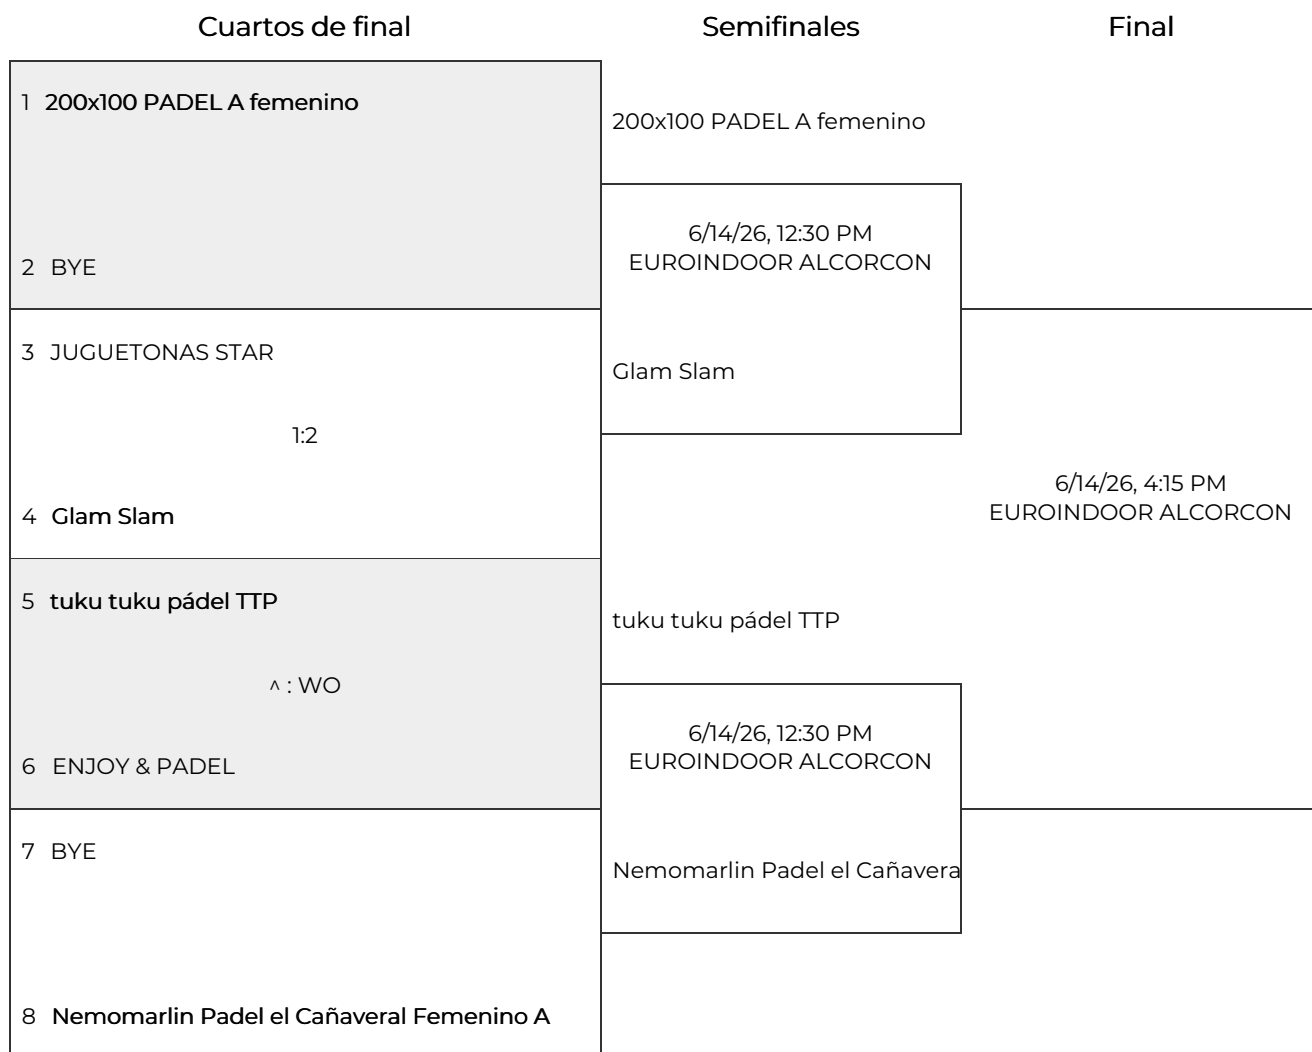 Cuartos de final
Semifinales
Final
1 200x100 PADEL A femenino
2 BYE
3 JUGUETONAS STAR
1:2
4 Glam Slam
5 tuku tuku pádel TTP
^ : WO
6 ENJOY & PADEL
7 BYE
8 Nemomarlin Padel el Cañaveral Femenino A
200x100 PADEL A femenino
6/14/26, 12:30 PM
EUROINDOOR ALCORCON
Glam Slam
tuku tuku pádel TTP
6/14/26, 12:30 PM
EUROINDOOR ALCORCON
Nemomarlin Padel el Cañavera
6/14/26, 4:15 PM
EUROINDOOR ALCORCON